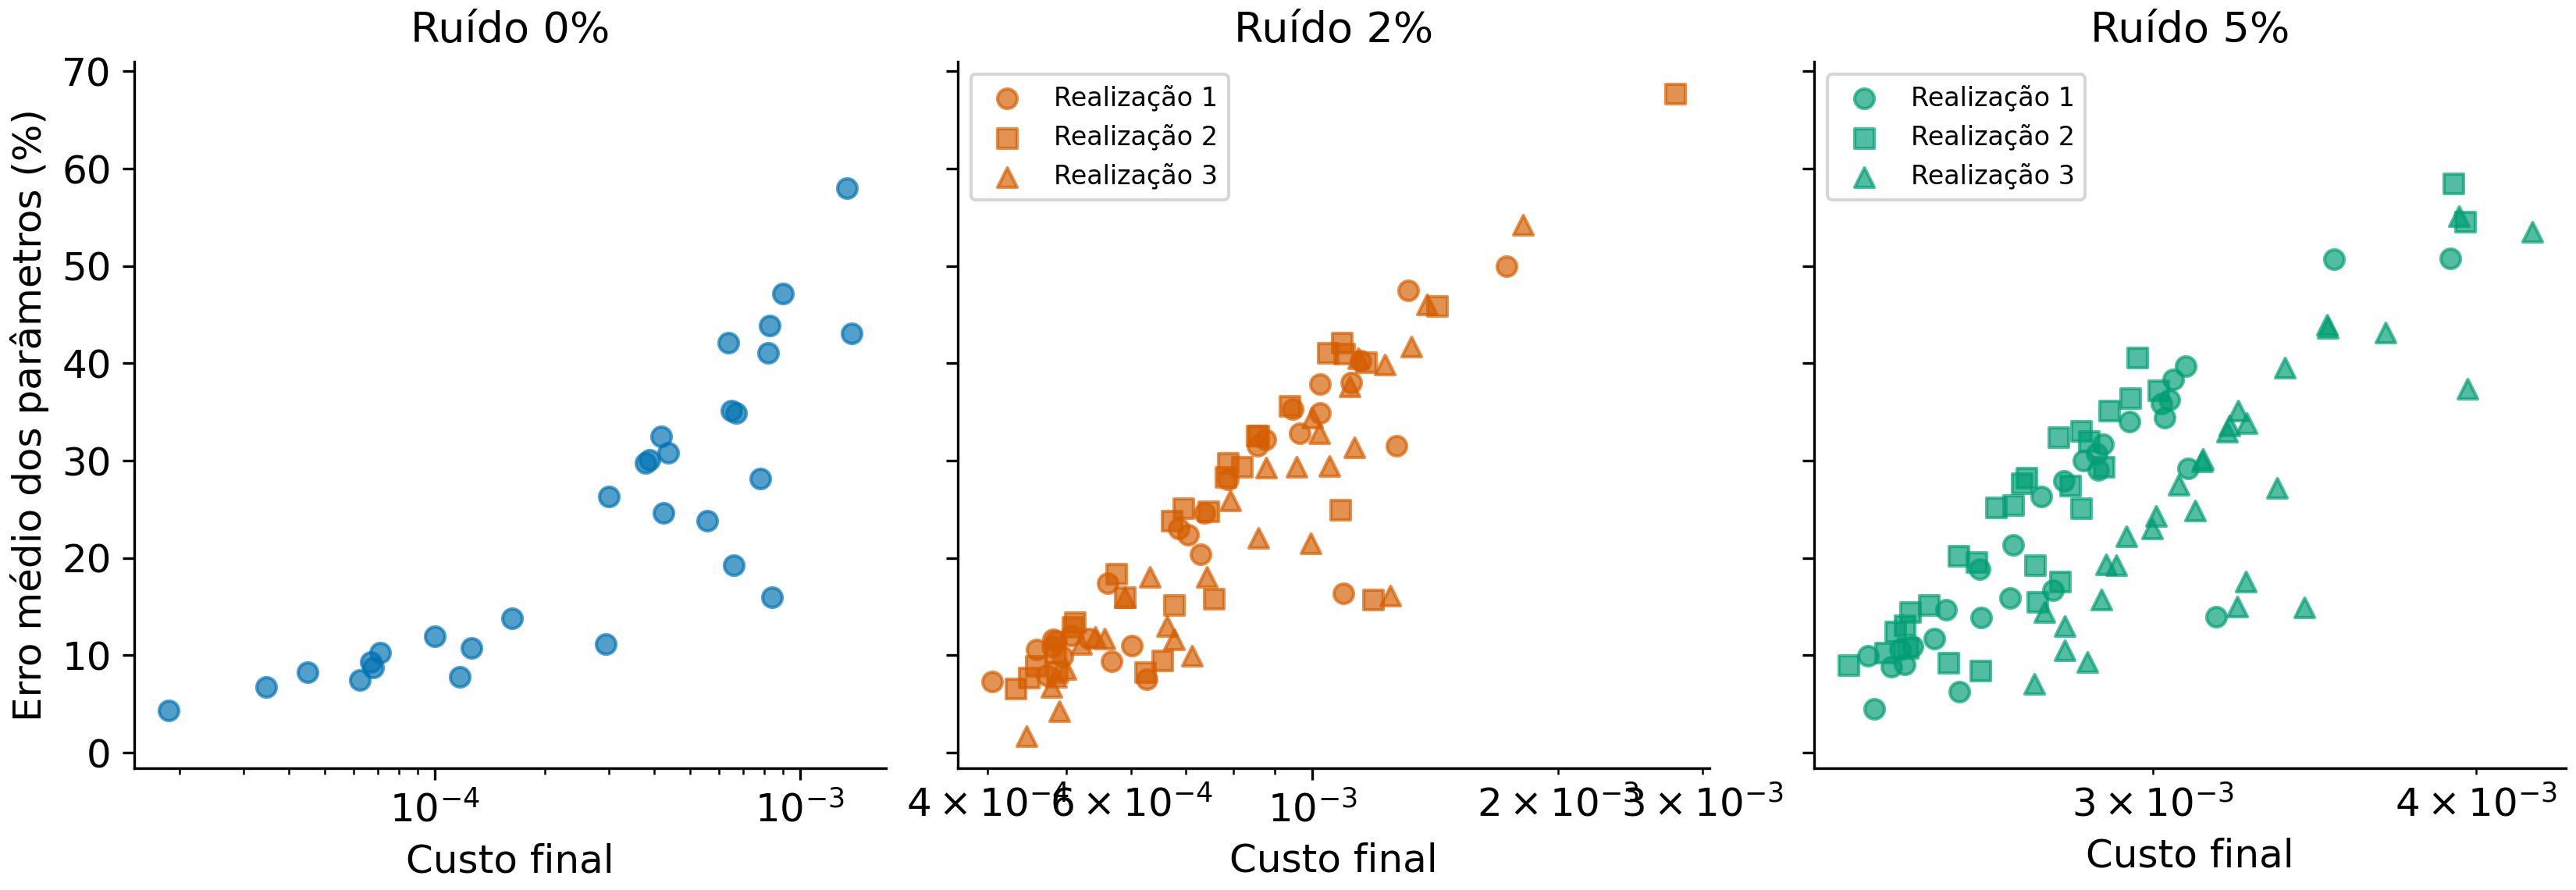 Ruído 0%
Ruído 2%
Ruído 5%
Erro médio dos parâmetros (%)
70
60
50
40
30
20
10
0
Realização 1
Realização 2
Realização 3
Realização 1
Realização 2
Realização 3
10⁻⁴
10⁻³
4 × 10⁻⁴
6 × 10⁻⁴
10⁻³
2 × 10⁻³
3 × 10⁻³
3 × 10⁻³
4 × 10⁻³
Custo final
Custo final
Custo final